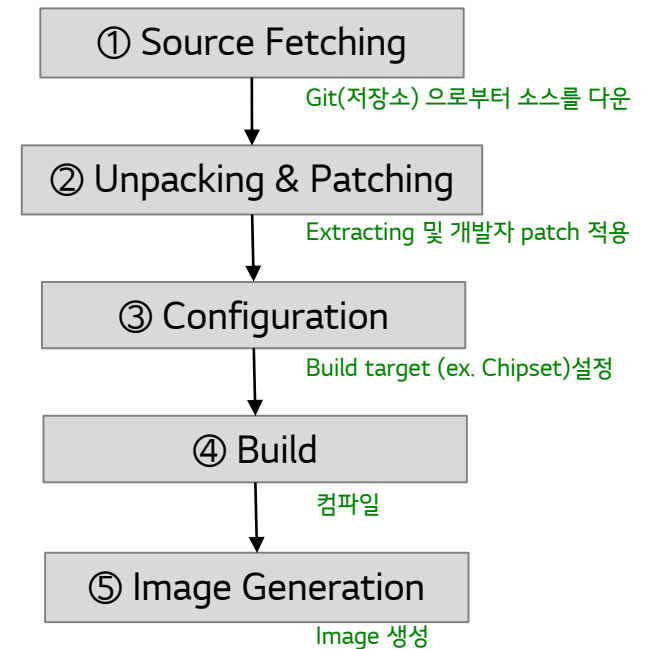 ① Source Fetching
Git(저장소) 으로부터 소스를 다운
② Unpacking & Patching
Extracting 및 개발자 patch 적용
③ Configuration
Build target (ex. Chipset)설정
④ Build
컴파일
⑤ Image Generation
Image 생성